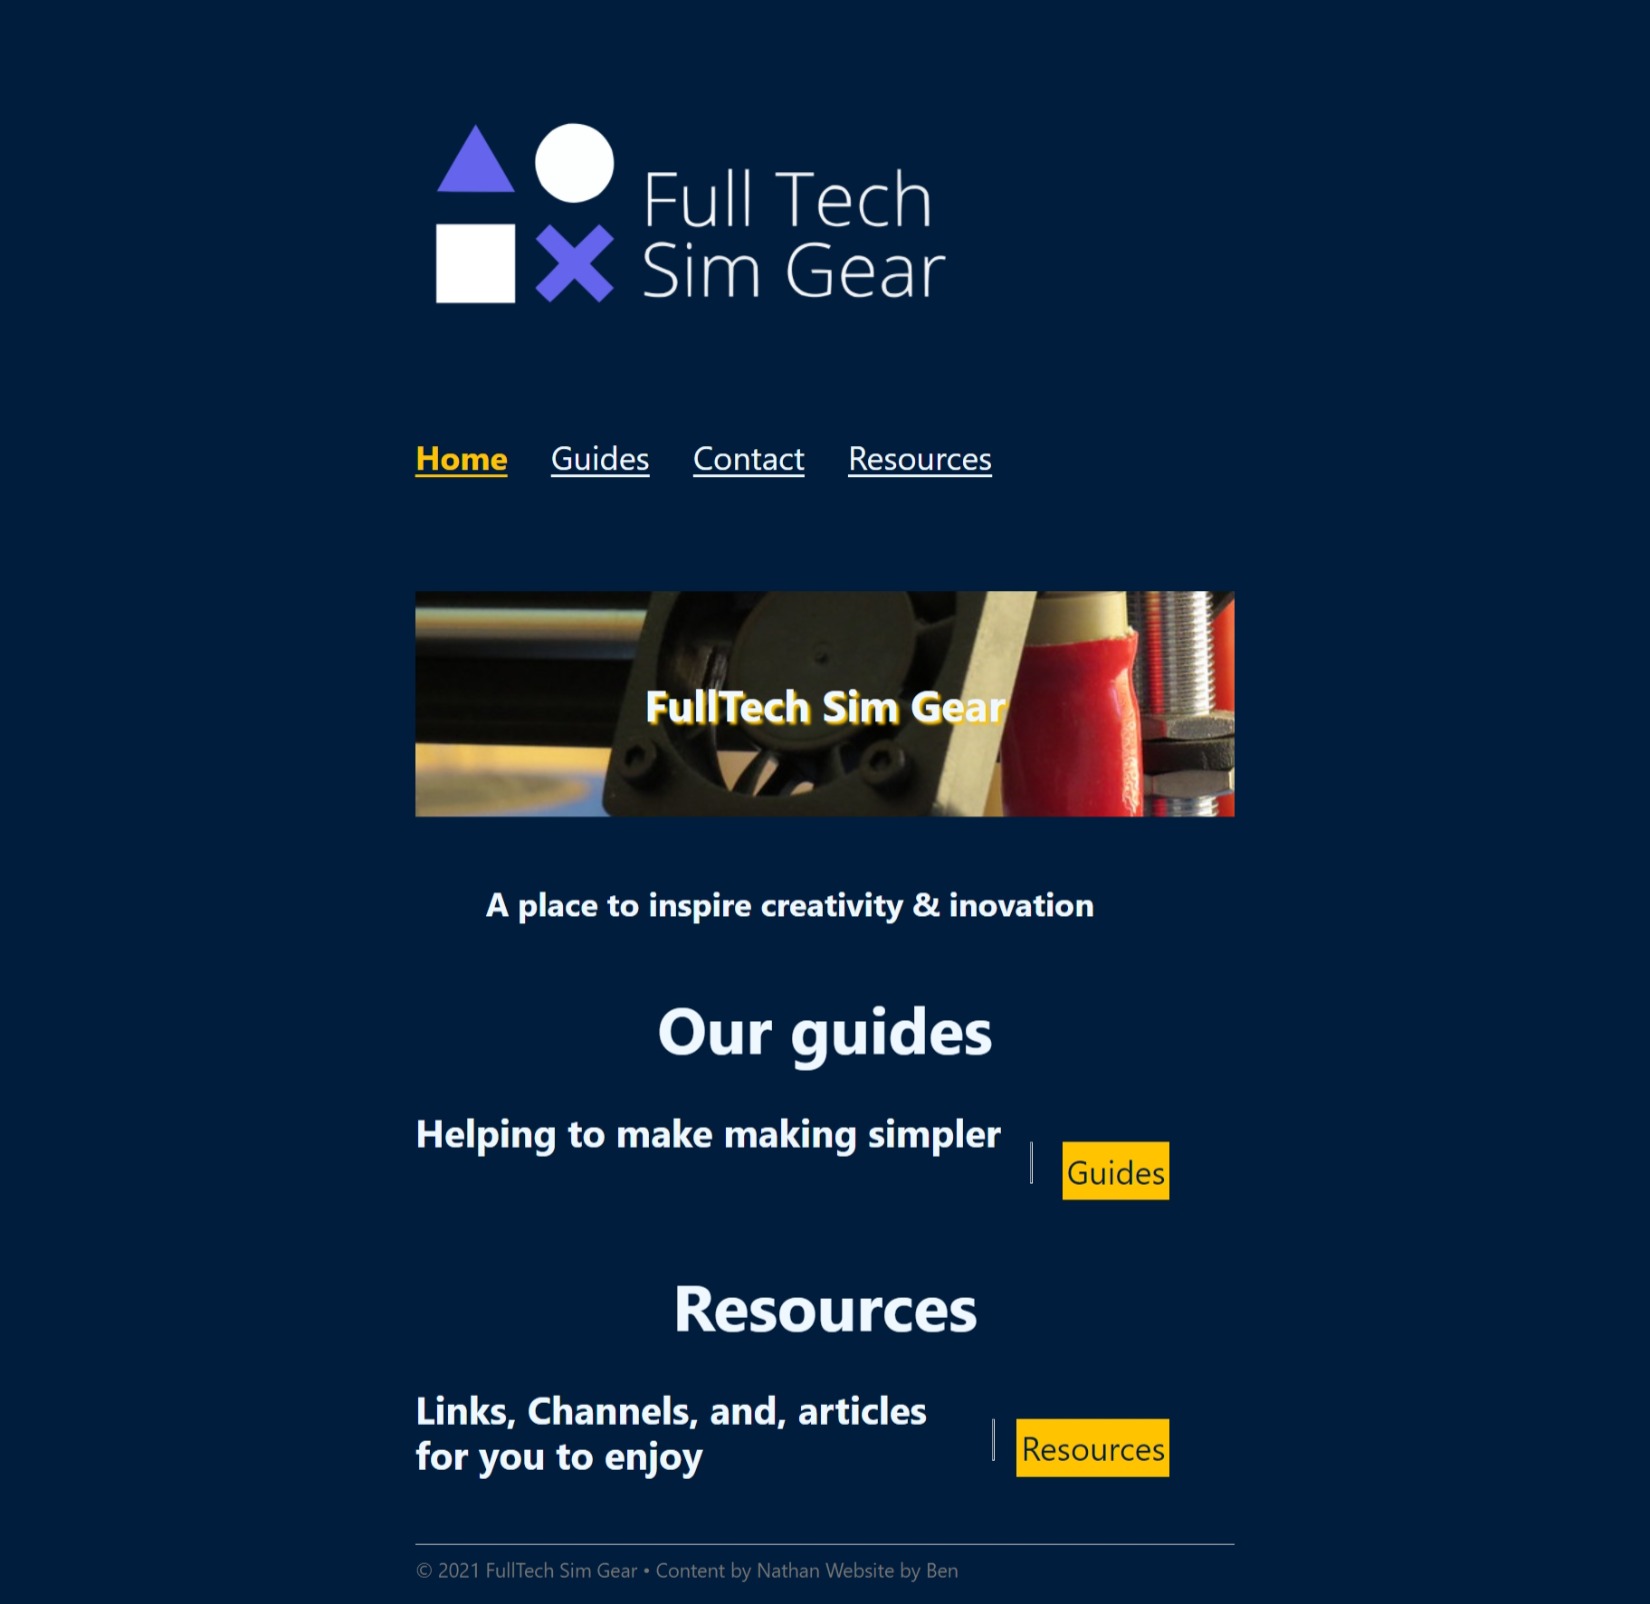 Full Tech
Sim Gear
Home Guides Contact Resources
FullTech Sim Gear
A place to inspire creativity & inovation
Our guides
Helping to make making simpler
Guides
Resources
Links, Channels, and, articles
for you to enjoy
Resources
© 2021 FullTech Sim Gear • Content by Nathan Website by Ben